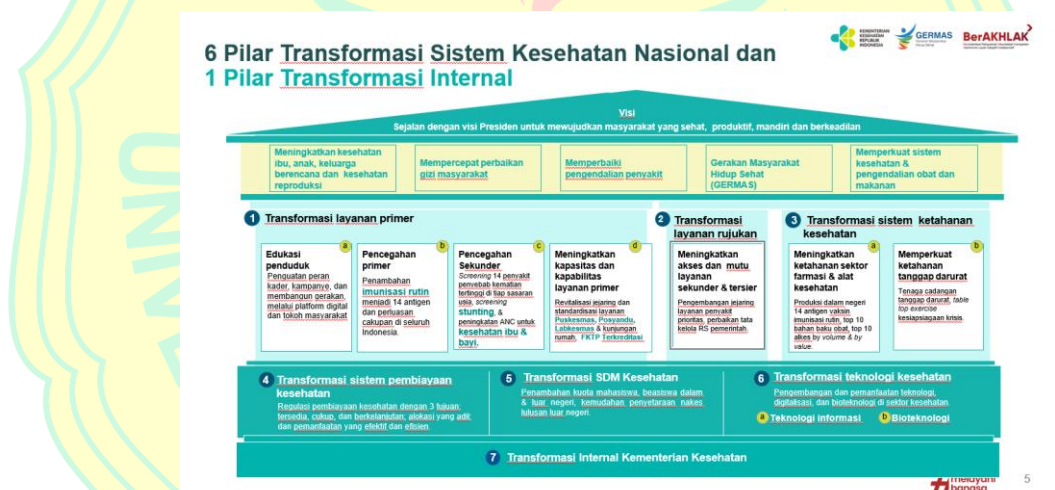 6 Pilar Transformasi Sistem Kesehatan Nasional dan
1 Pilar Transformasi Internal
KEMENTERIAN
KESEHATAN
REPUBLIK
INDONESIA
GERMAS
BerAKHLAK
Visi
Sejalan dengan visi Presiden untuk mewujudkan masyarakat yang sehat, produktif, mandiri dan berkeadilan
Meningkatkan kesehatan
ibu, anak, keluarga
berencana dan kesehatan
reproduksi
Mempercepat perbaikan
gizi masyarakat
Memperbaiki
pengendalian penyakit
Gerakan Masyarakat
Hidup Sehat
(GERMAS)
Memperkuat sistem
kesehatan &
pengendalian obat dan
makanan
1 Transformasi layanan primer
a
Edukasi
penduduk
Penguatan peran
kader, kampanye, dan
membangun gerakan,
melalui platform digital
dan tokoh masyarakat
b
Pencegahan
primer
Penambahan
imunisasi rutin
menjadi 14 antigen
dan perluasan
cakupan di seluruh
Indonesia.
c
Pencegahan
Sekunder
Screening 14 penyakit
penyebab kematian
tertinggi di tiap sasaran
usia, screening
stunting, &
peningkatan ANC untuk
kesehatan ibu &
bayi.
d
Meningkatkan
kapasitas dan
kapabilitas
layanan primer
Revitalisasi jejaring dan
standardisasi layanan
Puskesmas, Posyandu,
Labkesmas & kunjungan
rumah, FKTP Terkreditasi
2 Transformasi
layanan rujukan
Meningkatkan
akses dan mutu
layanan
sekunder & tersier
Pengembangan jejaring
layanan penyakit
prioritas, perbaikan tata
kelola RS pemerintah.
3 Transformasi sistem ketahanan
kesehatan
a
Meningkatkan
ketahanan sektor
farmasi & alat
kesehatan
Produksi dalam negeri
14 antigen vaksin
imunisasi rutin, top 10
bahan baku obat, top 10
alkes by volume & by
value.
b
Memperkuat
ketahanan
tanggap darurat
Tenaga cadangan
tanggap darurat, table
top exercise
kesiapsiagaan krisis.
4 Transformasi sistem pembiayaan
kesehatan
Regulasi pembiayaan kesehatan dengan 3 tujuan:
tersedia, cukup, dan berkelanjutan; alokasi yang adil;
dan pemanfaatan yang efektif dan efisien.
5 Transformasi SDM Kesehatan
Penambahan kuota mahasiswa, beasiswa dalam
& luar negeri, kemudahan penyetaraan nakes
lulusan luar negeri.
6 Transformasi teknologi kesehatan
Pengembangan dan pemanfaatan teknologi,
digitalisasi, dan bioteknologi di sektor kesehatan.
a Teknologi informasi b Bioteknologi
7 Transformasi Internal Kementerian Kesehatan
#melayani
bangsa
5